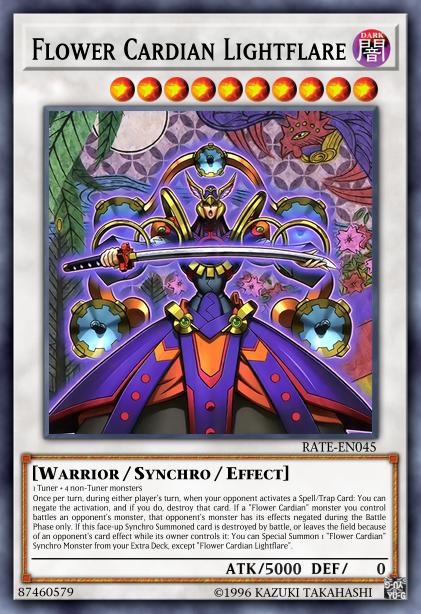 FLOWER CARDIAN LIGHTFLARE
DARK
闇
RATE-EN045
[WARRIOR / SYNCHRO / EFFECT]
1 Tuner + 4 non-Tuner monsters
Once per turn, during either player's turn, when your opponent activates a Spell/Trap Card: You can
negate the activation, and if you do, destroy that card. If a "Flower Cardian" monster you control
battles an opponent's monster, that opponent's monster has its effects negated during the Battle
Phase only. If this face-up Synchro Summoned card is destroyed by battle, or leaves the field because
of an opponent's card effect while its owner controls it: You can Special Summon 1 "Flower Cardian"
Synchro Monster from your Extra Deck, except "Flower Cardian Lightflare".
ATK/5000 DEF/ 0
87460579
©1996 KAZUKI TAKAHASHI